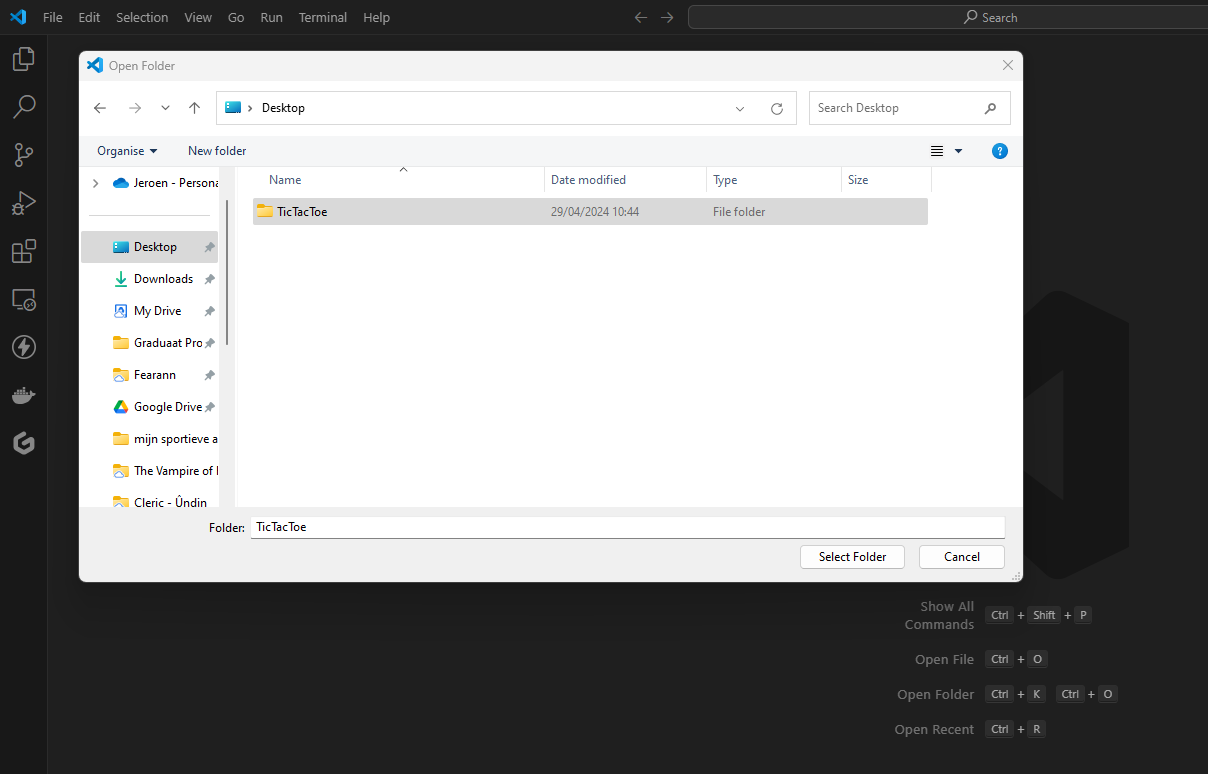 File Edit Selection View Go Run Terminal Help
Search
Open Folder
Desktop
Search Desktop
Organise
New folder
Jeroen - Persona
Desktop
Downloads
My Drive
Graduaat Pro
Fearann
Google Drive
mijn sportieve a
The Vampire of
Cleric - Ûndin
Name Date modified Type Size
TicTacToe 29/04/2024 10:44 File folder
Folder: TicTacToe
Select Folder Cancel
Show All
Commands Ctrl + Shift + P
Open File Ctrl + O
Open Folder Ctrl + K Ctrl + O
Open Recent Ctrl + R